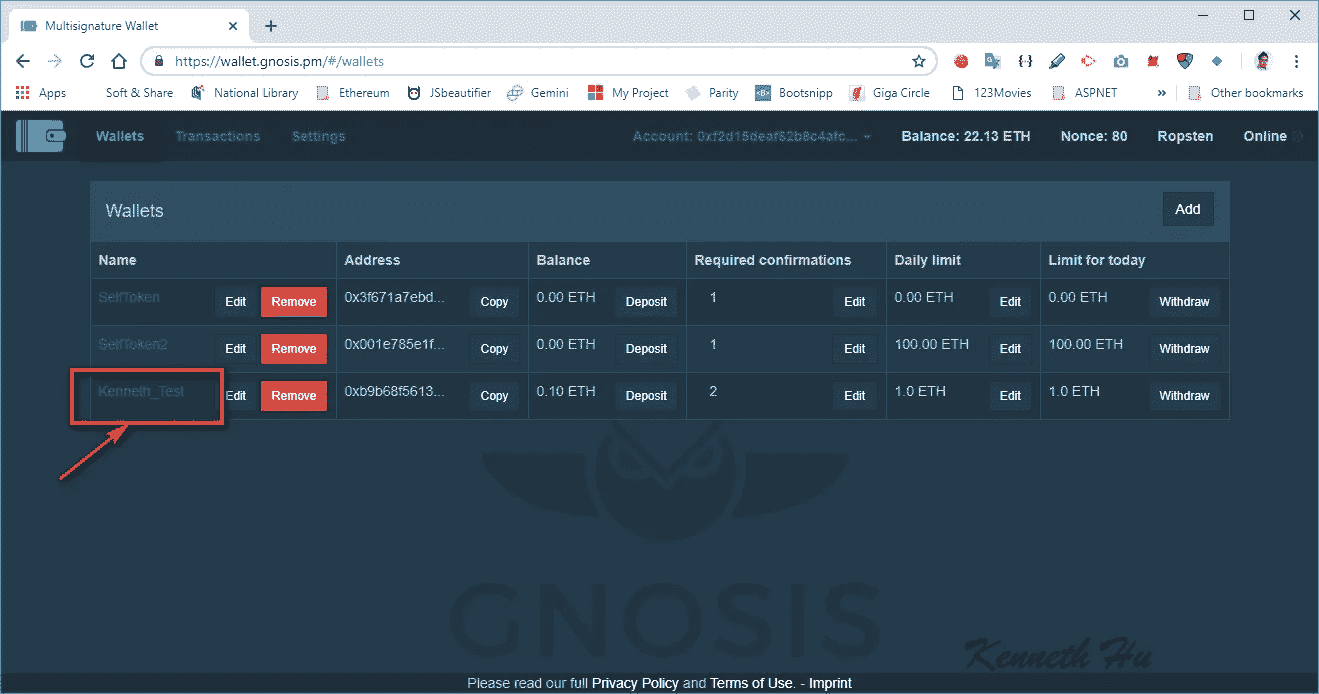 Multisignature Wallet
https://wallet.gnosis.pm/#/wallets
Apps Soft & Share National Library Ethereum JSbeautifier Gemini My Project Parity Bootsnipp Giga Circle 123Movies ASPNET » Other bookmarks
Wallets Transactions Settings Account: 0xf2d15deaf82b8c4afc... Balance: 22.13 ETH Nonce: 80 Ropsten Online
Wallets Add
Name Address Balance Required confirmations Daily limit Limit for today
SelfToken Edit Remove 0x3f671a7ebd... Copy 0.00 ETH Deposit 1 Edit 0.00 ETH Edit 0.00 ETH Withdraw
SelfToken2 Edit Remove 0x001e785e1f... Copy 0.00 ETH Deposit 1 Edit 100.00 ETH Edit 100.00 ETH Withdraw
Kenneth_Test Edit Remove 0xb9b68f5613... Copy 0.10 ETH Deposit 2 Edit 1.0 ETH Edit 1.0 ETH Withdraw
GNOSIS
Kenneth Hu
Please read our full Privacy Policy and Terms of Use. - Imprint